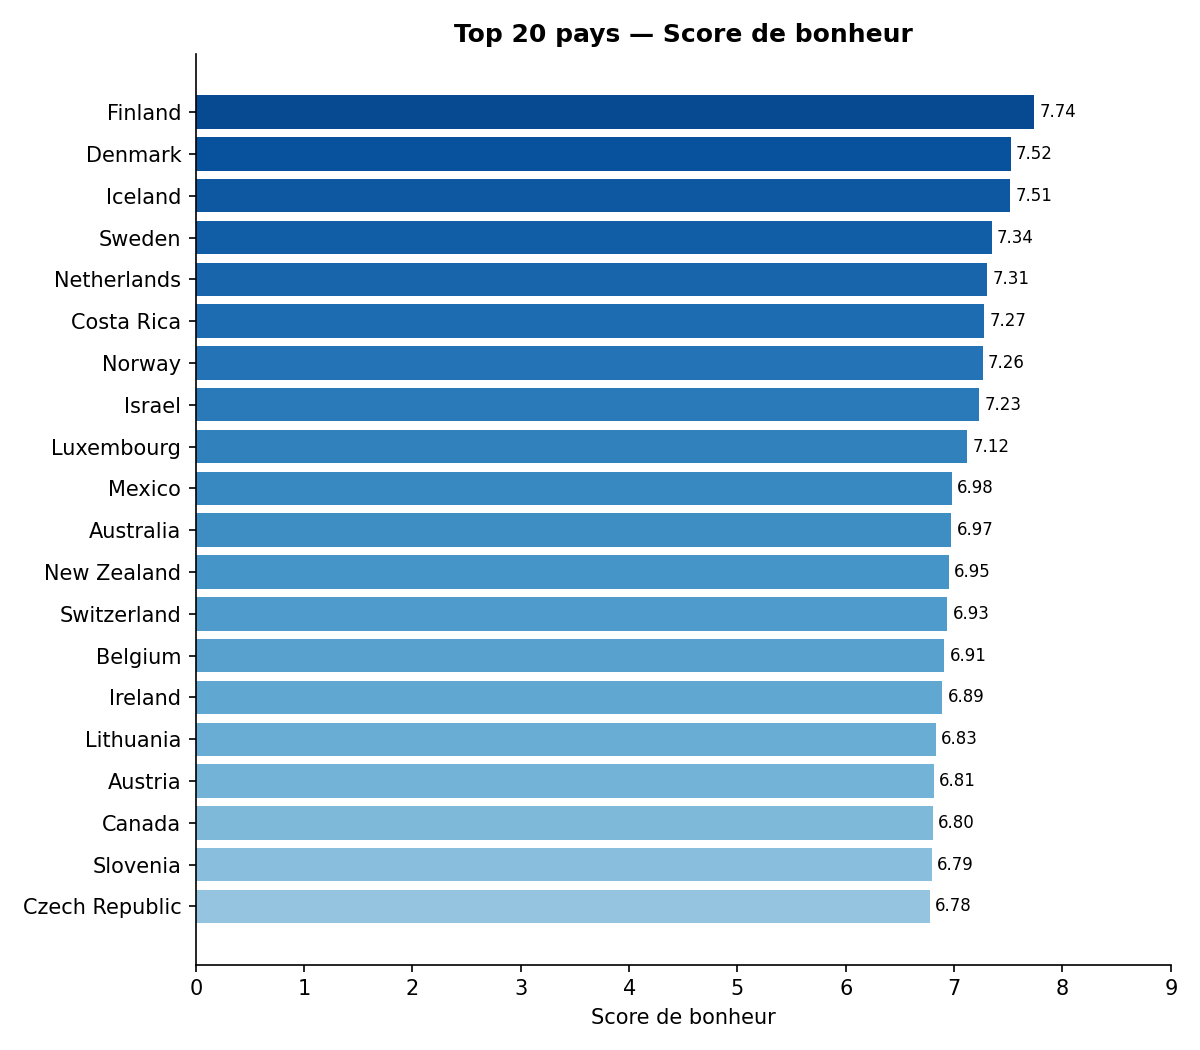 Top 20 pays — Score de bonheur
Finland 7.74
Denmark 7.52
Iceland 7.51
Sweden 7.34
Netherlands 7.31
Costa Rica 7.27
Norway 7.26
Israel 7.23
Luxembourg 7.12
Mexico 6.98
Australia 6.97
New Zealand 6.95
Switzerland 6.93
Belgium 6.91
Ireland 6.89
Lithuania 6.83
Austria 6.81
Canada 6.80
Slovenia 6.79
Czech Republic 6.78
0 1 2 3 4 5 6 7 8 9
Score de bonheur